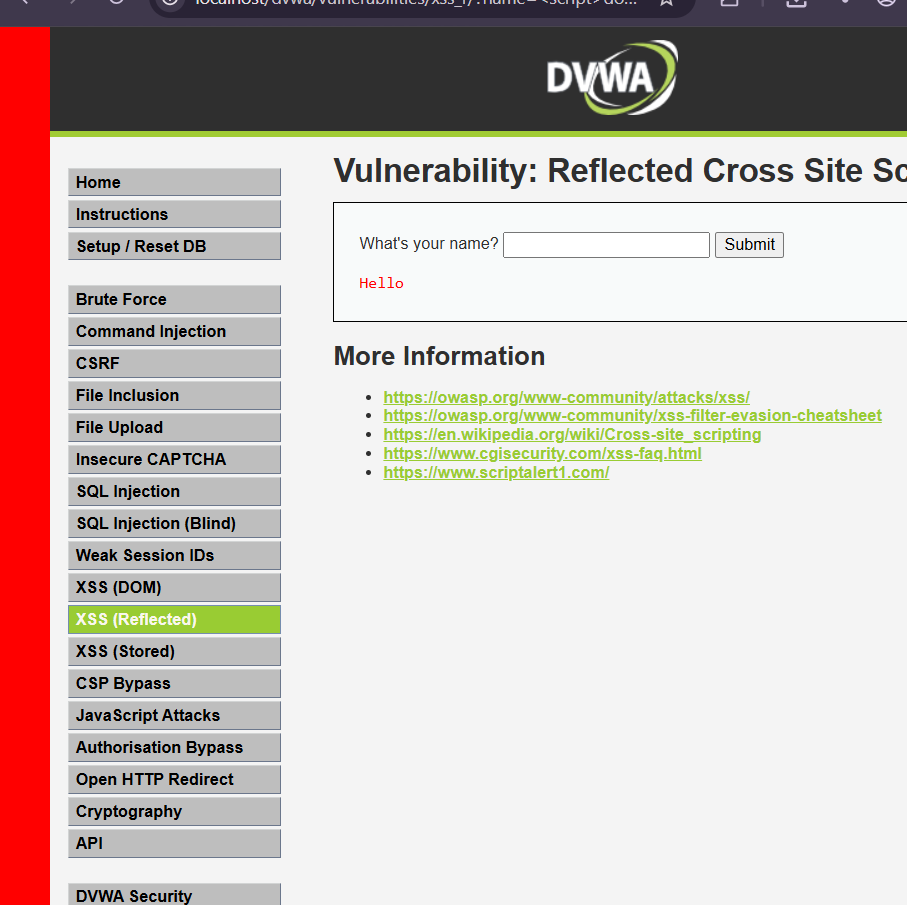 localhost/dvwa/vulnerabilities/xss_r/?name=<script>do...
DVWA
Home
Instructions
Setup / Reset DB
Brute Force
Command Injection
CSRF
File Inclusion
File Upload
Insecure CAPTCHA
SQL Injection
SQL Injection (Blind)
Weak Session IDs
XSS (DOM)
XSS (Reflected)
XSS (Stored)
CSP Bypass
JavaScript Attacks
Authorisation Bypass
Open HTTP Redirect
Cryptography
API
DVWA Security
Vulnerability: Reflected Cross Site Sc
What's your name? Submit
Hello
More Information
https://owasp.org/www-community/attacks/xss/
https://owasp.org/www-community/xss-filter-evasion-cheatsheet
https://en.wikipedia.org/wiki/Cross-site_scripting
https://www.cgisecurity.com/xss-faq.html
https://www.scriptalert1.com/